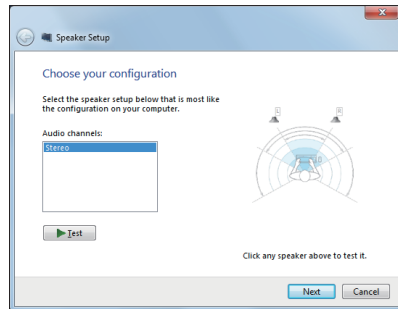 Speaker Setup
Choose your configuration
Select the speaker setup below that is most like
the configuration on your computer.
Audio channels:
Stereo
L
R
Test
Click any speaker above to test it.
Next
Cancel